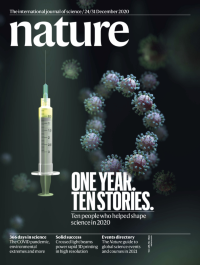 The international journal of science / 24/31 December 2020
nature
ONE YEAR.
TEN STORIES.
Ten people who helped shape
science in 2020
366 days in science
The COVID pandemic,
environmental
extremes and more
Solid success
Crossed light beams
power rapid 3D printing
in high resolution
Events directory
The Nature guide to
global science events
and courses in 2021